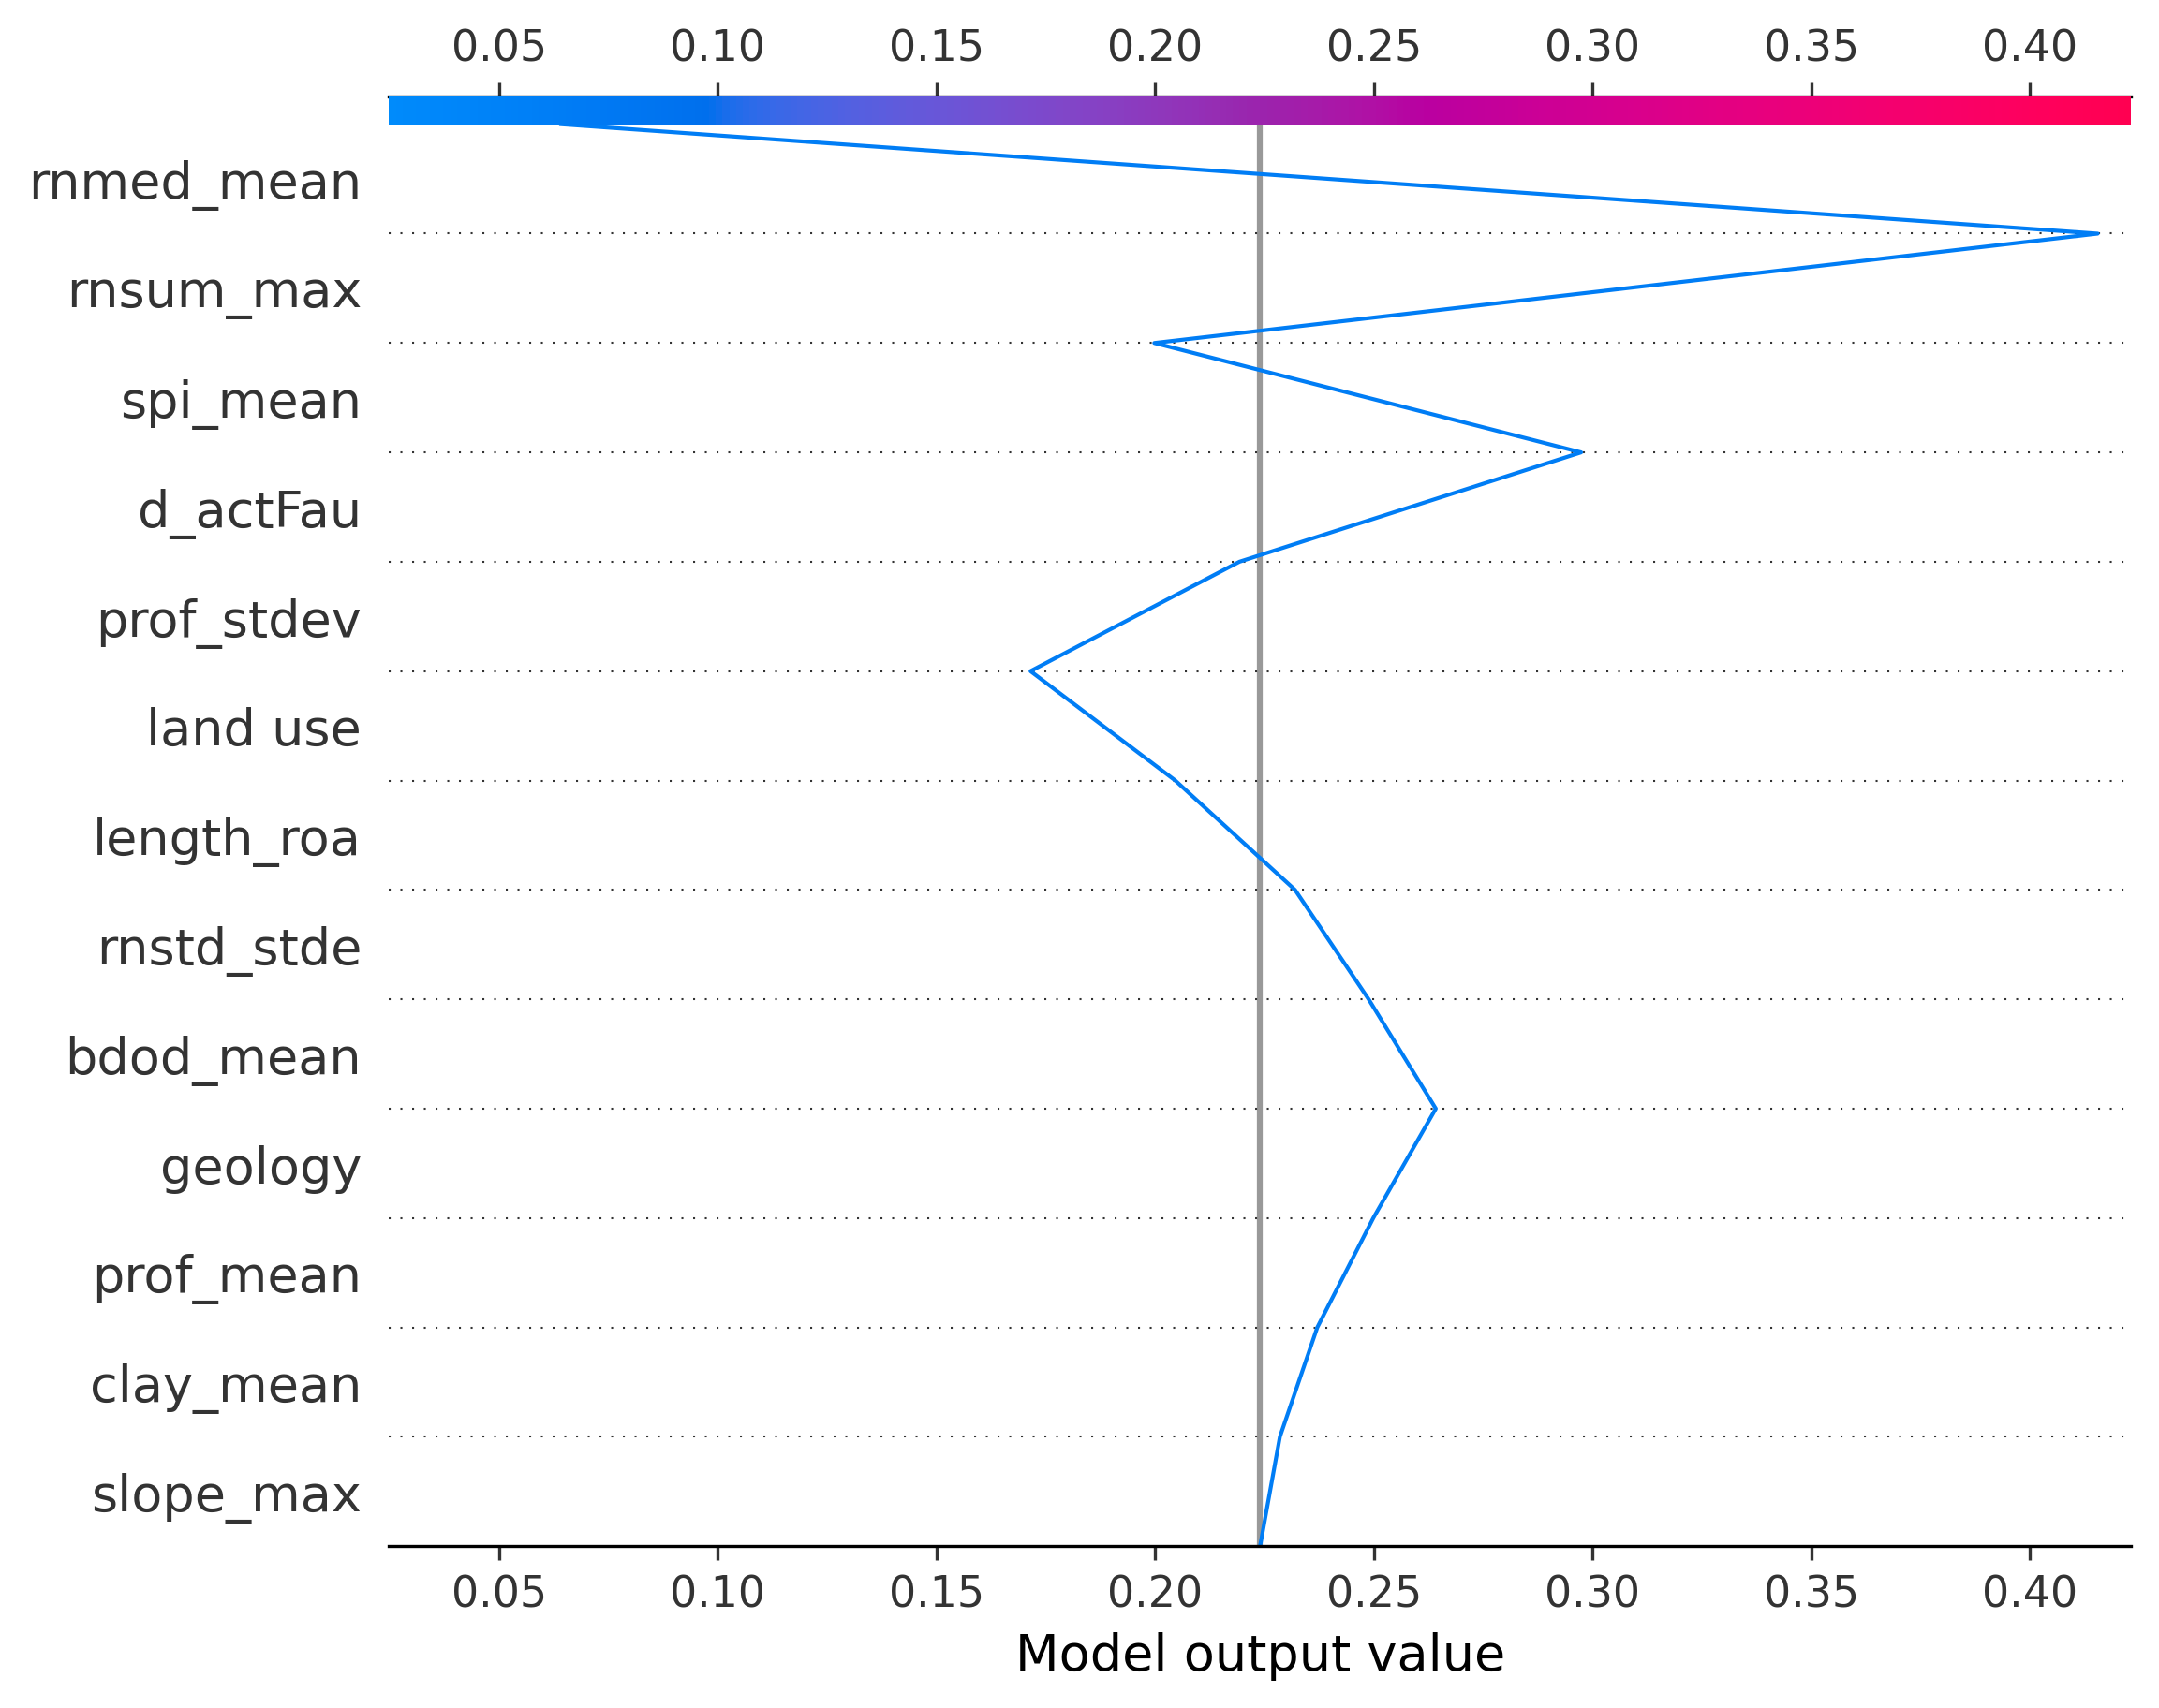 0.05 0.10 0.15 0.20 0.25 0.30 0.35 0.40
rnmed_mean
rnsum_max
spi_mean
d_actFau
prof_stdev
land use
length_roa
rnstd_stde
bdod_mean
geology
prof_mean
clay_mean
slope_max
0.05 0.10 0.15 0.20 0.25 0.30 0.35 0.40
Model output value